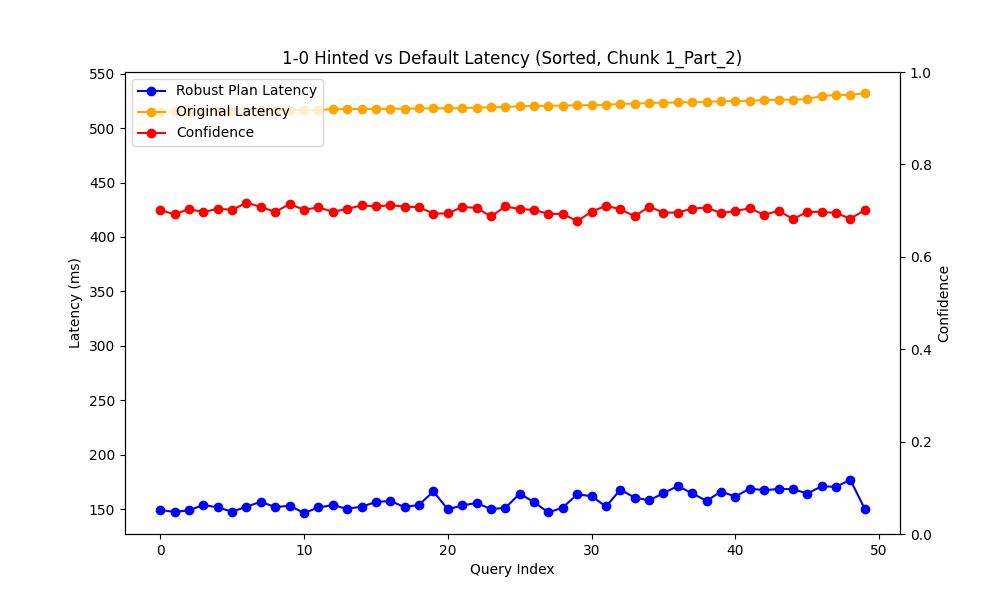 1-0 Hinted vs Default Latency (Sorted, Chunk 1_Part_2)
Robust Plan Latency
Original Latency
Confidence
550
500
450
400
350
300
250
200
150
Latency (ms)
1.0
0.8
0.6
0.4
0.2
0.0
Confidence
0 10 20 30 40 50
Query Index